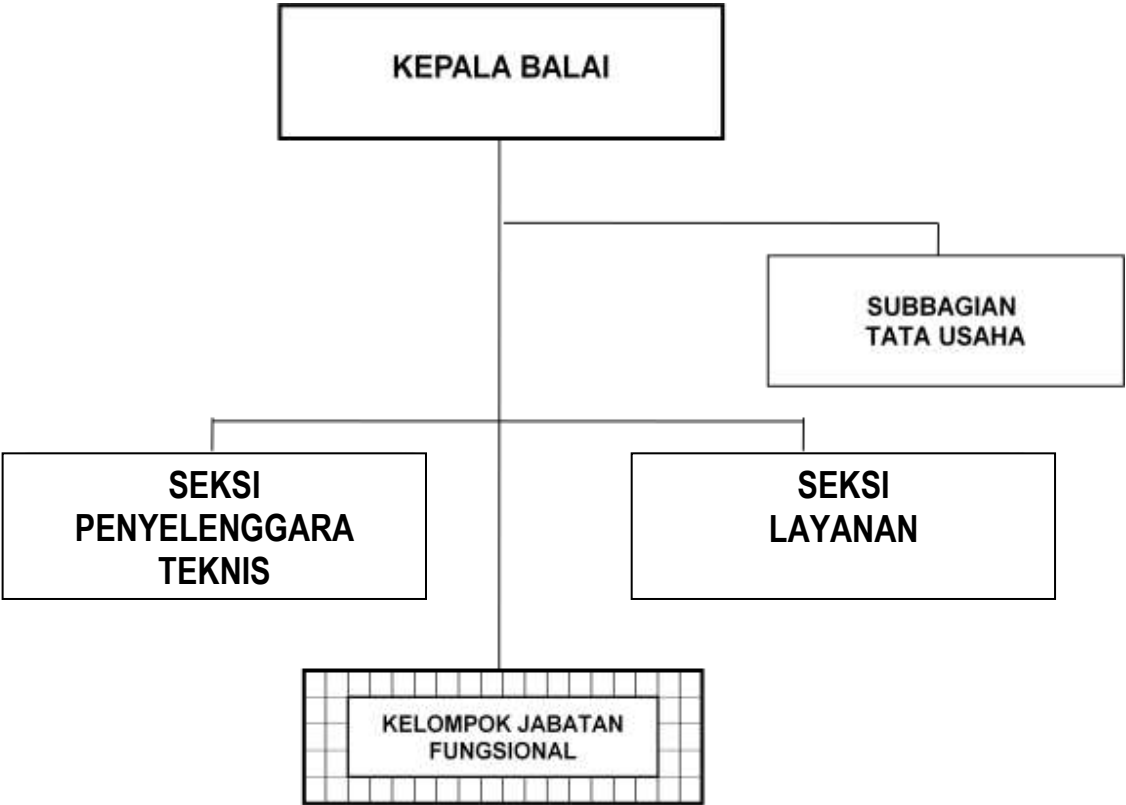 KEPALA BALAI
SUBBAGIAN
TATA USAHA
SEKSI
PENYELENGGARA
TEKNIS
SEKSI
LAYANAN
KELOMPOK JABATAN
FUNGSIONAL